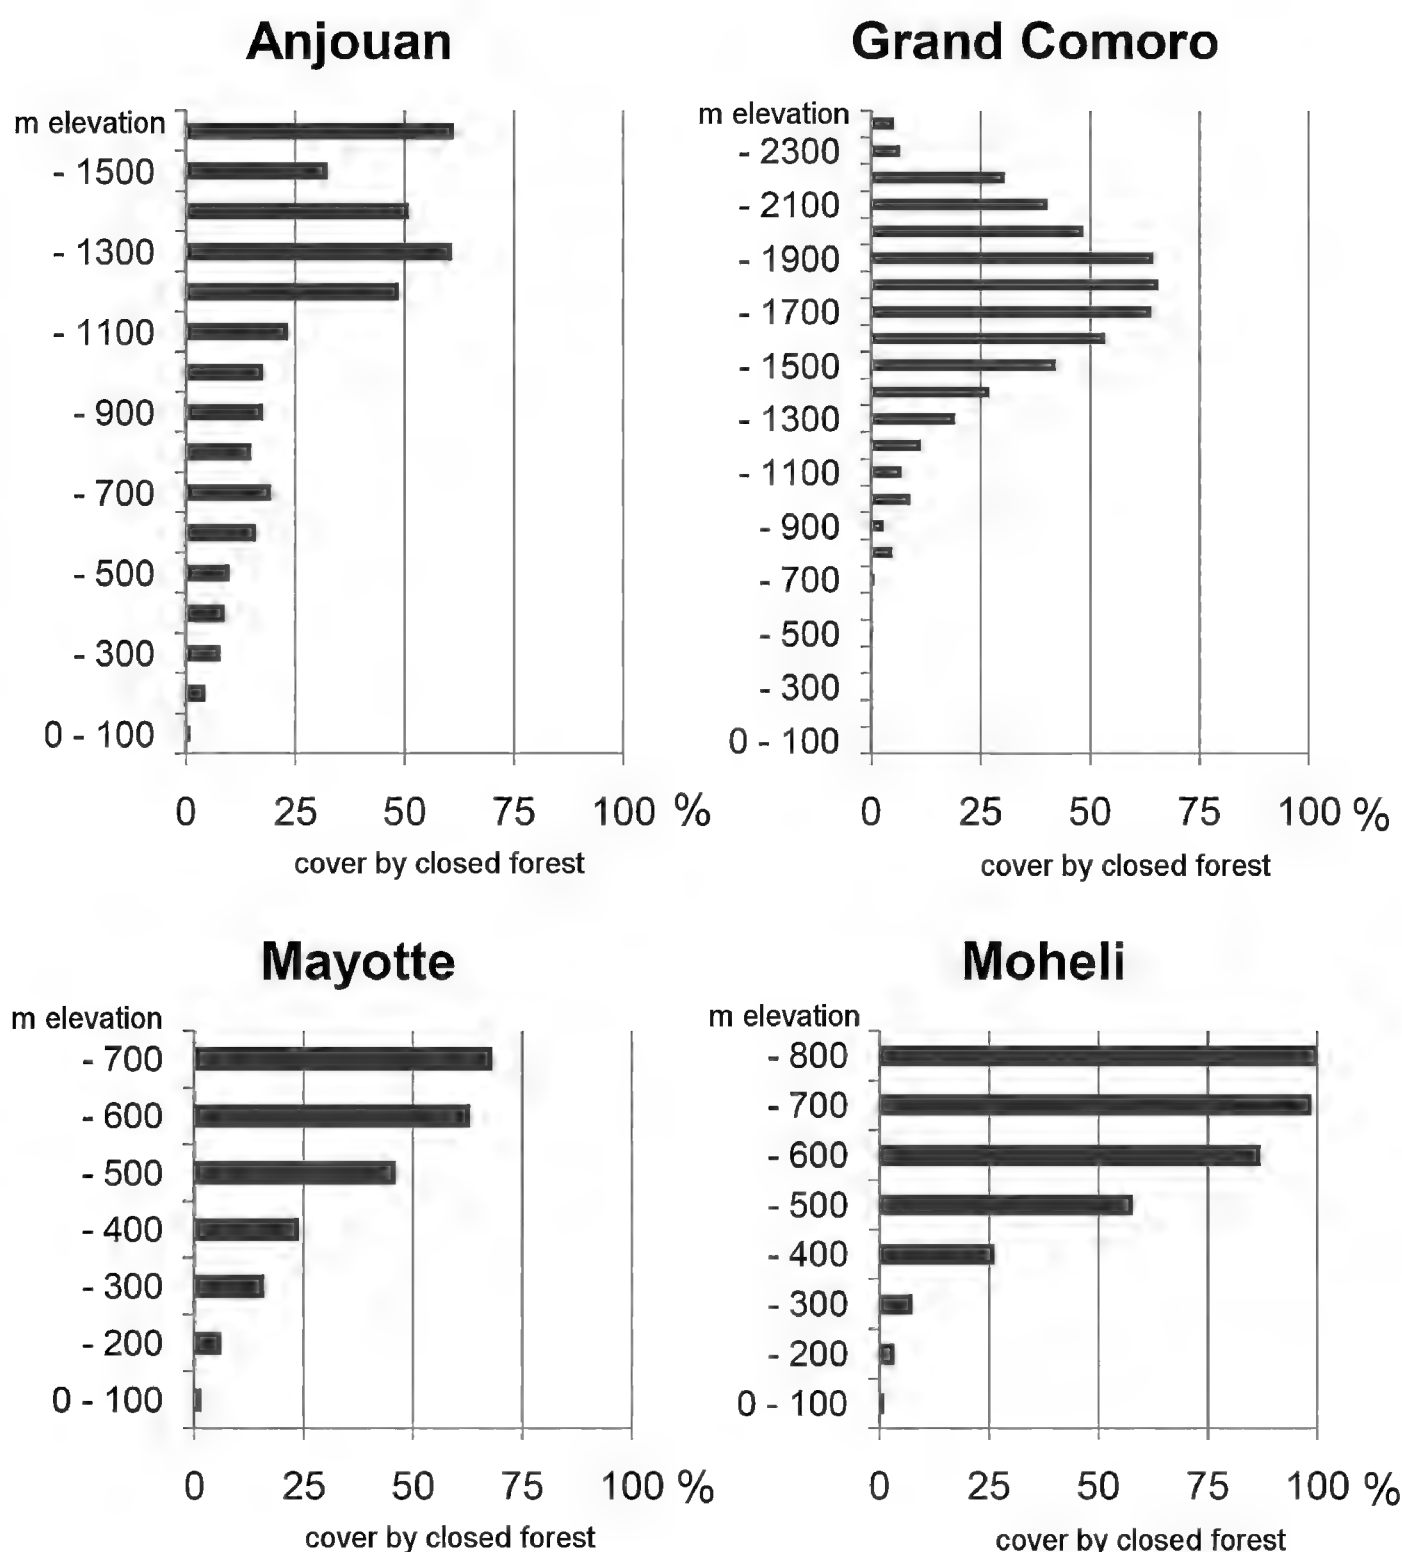 Anjouan
m elevation
- 1500
- 1300
- 1100
- 900
- 700
- 500
- 300
0 - 100
0 25 50 75 100 %
cover by closed forest
Grand Comoro
m elevation
- 2300
- 2100
- 1900
- 1700
- 1500
- 1300
- 1100
- 900
- 700
- 500
- 300
0 - 100
0 25 50 75 100 %
cover by closed forest
Mayotte
m elevation
- 700
- 600
- 500
- 400
- 300
- 200
0 - 100
0 25 50 75 100 %
cover by closed forest
Moheli
m elevation
- 800
- 700
- 600
- 500
- 400
- 300
- 200
0 - 100
0 25 50 75 100 %
cover by closed forest